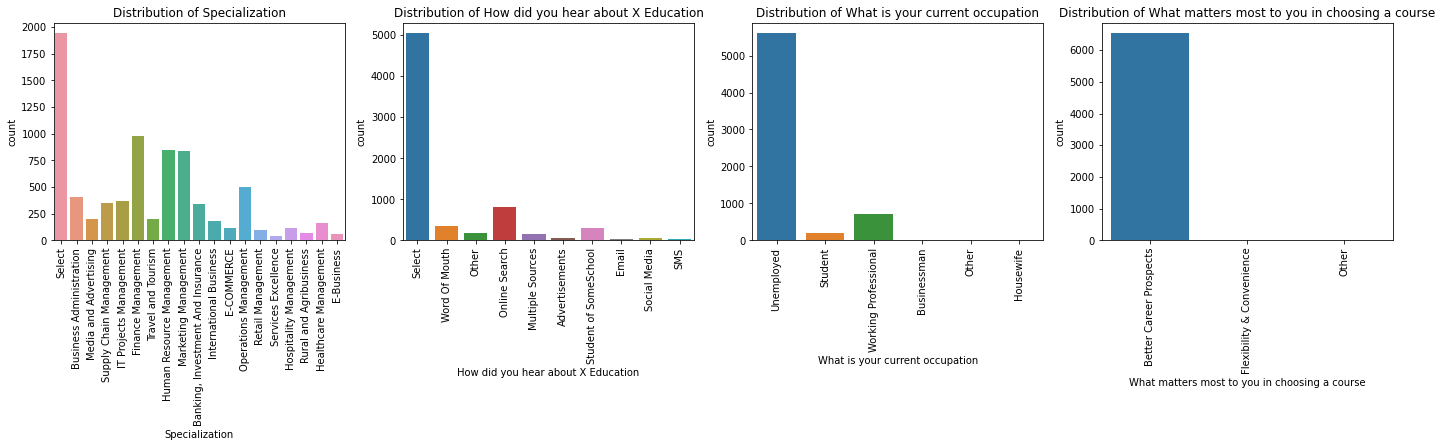 Distribution of Specialization
2000
1750
1500
1250
1000
750
500
250
0
count
Select
Business Administration
Media and Advertising
Supply Chain Management
IT Projects Management
Finance Management
Travel and Tourism
Human Resource Management
Marketing Management
Banking, Investment And Insurance
International Business
E-COMMERCE
Operations Management
Retail Management
Services Excellence
Hospitality Management
Rural and Agribusiness
Healthcare Management
E-Business
Specialization
Distribution of How did you hear about X Education
5000
4000
3000
2000
1000
0
count
Select
Word Of Mouth
Other
Online Search
Multiple Sources
Advertisements
Student of SomeSchool
Email
Social Media
SMS
How did you hear about X Education
Distribution of What is your current occupation
5000
4000
3000
2000
1000
0
count
Unemployed
Student
Working Professional
Businessman
Other
Housewife
What is your current occupation
Distribution of What matters most to you in choosing a course
6000
5000
4000
3000
2000
1000
0
count
Better Career Prospects
Flexibility & Convenience
Other
What matters most to you in choosing a course